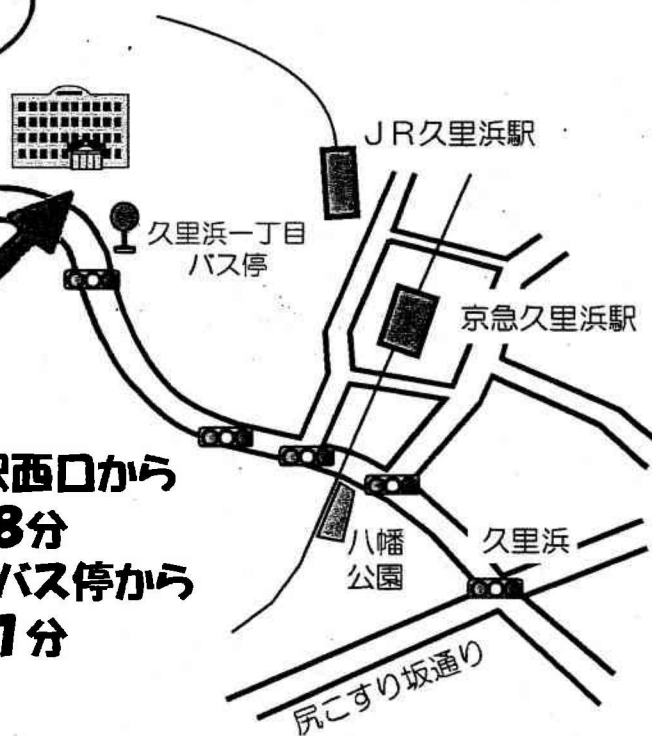 JR久里浜駅
久里浜一丁目
バス停
京急久里浜駅
駅西口から
8分
バス停から
1分
八幡
公園
久里浜
尻こすり坂通り